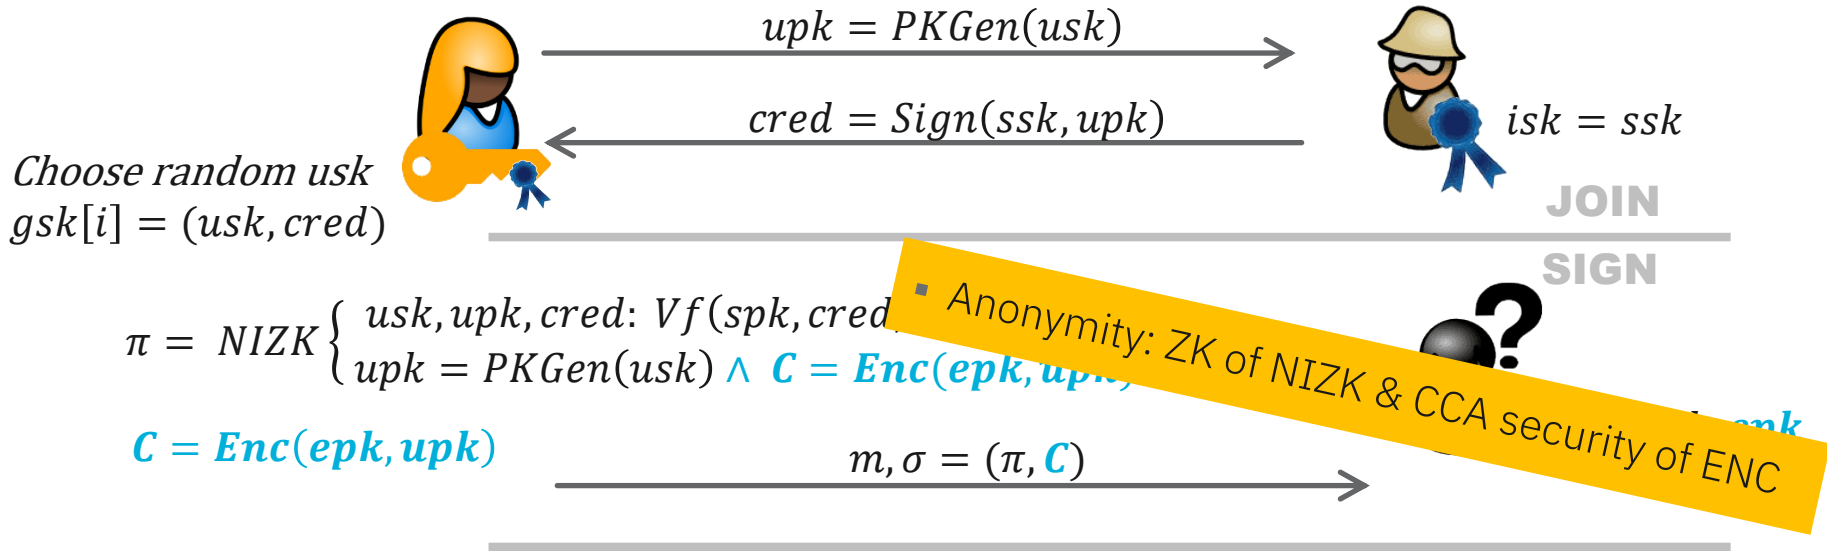 upk = PKGen(usk)
cred = Sign(ssk, upk)
isk = ssk
Choose random usk
gsk[i] = (usk, cred)
JOIN
SIGN
π = NIZK { usk, upk, cred: Vf(spk, cred
upk = PKGen(usk) ∧ C = Enc(epk, upk)
▪ Anonymity: ZK of NIZK & CCA security of ENC
C = Enc(epk, upk)
m, σ = (π, C)